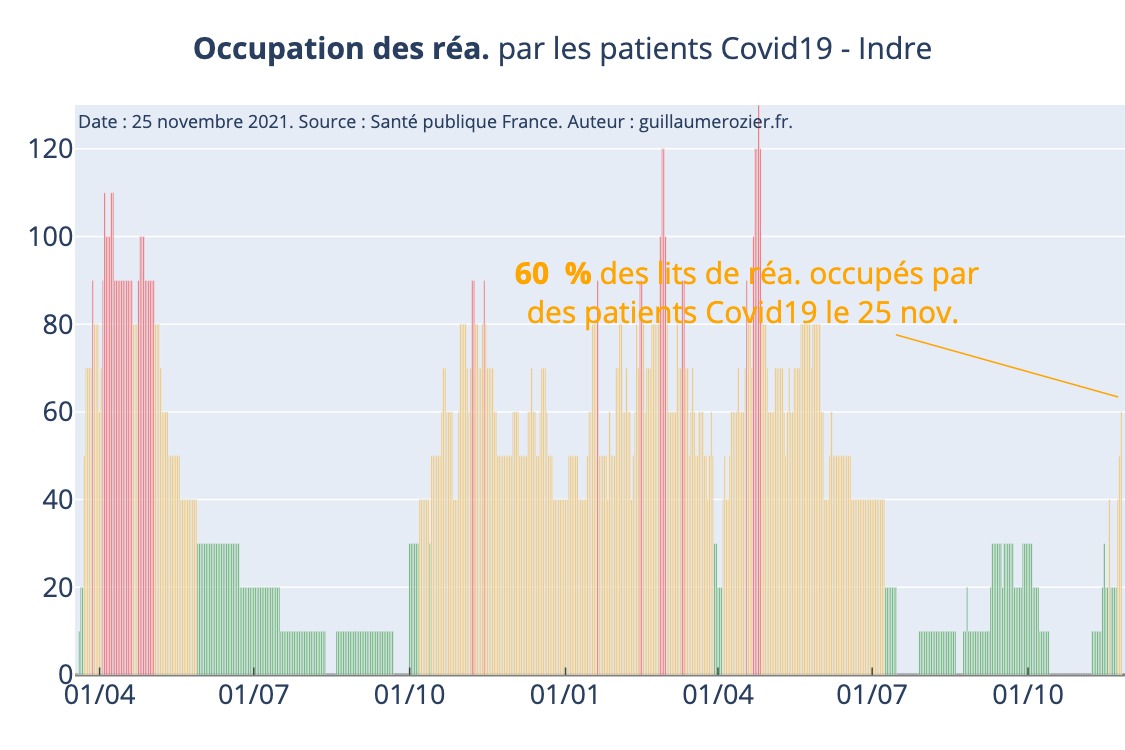 Occupation des réa. par les patients Covid19 - Indre
Date : 25 novembre 2021. Source : Santé publique France. Auteur : guillaumerozier.fr.
120
100
80
60
40
20
0
60 % des lits de réa. occupés par
des patients Covid19 le 25 nov.
01/04 01/07 01/10 01/01 01/04 01/07 01/10